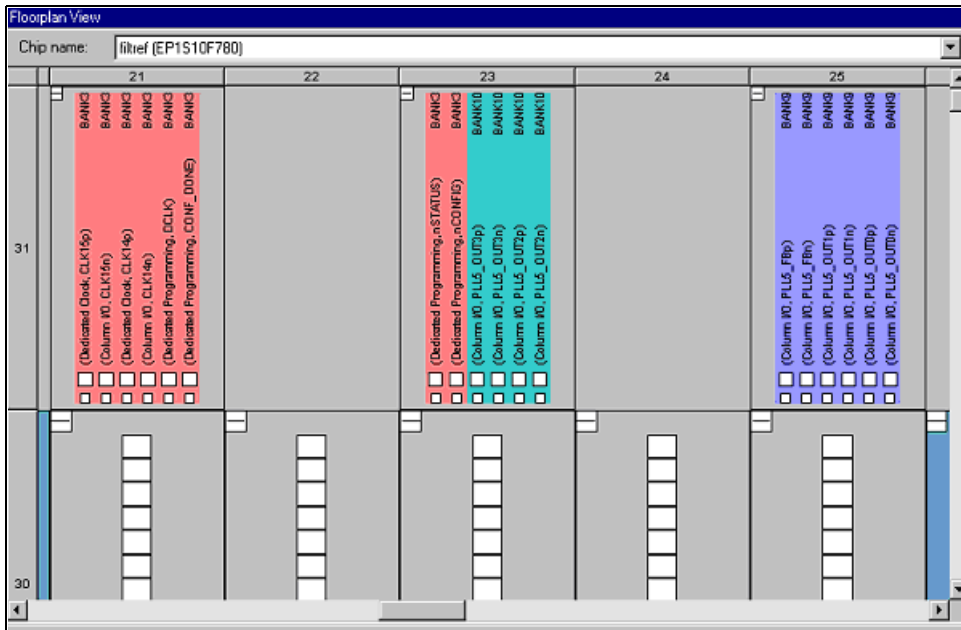 Floorplan View
Chip name: filtref (EP1S10F780)
21 22 23 24 25
31
(Dedicated Clock, CLK15p) BANK3
(Column I/O, CLK15n) BANK3
(Dedicated Clock, CLK14p) BANK3
(Column I/O, CLK14n) BANK3
(Dedicated Programming, DCLK) BANK3
(Dedicated Programming, CONF_DONE) BANK3
(Dedicated Programming,nSTATUS) BANK3
(Dedicated Programming,nCONFIG) BANK3
(Column I/O, PLL5_OUT3p) BANK10
(Column I/O, PLL5_OUT3n) BANK10
(Column I/O, PLL5_OUT2p) BANK10
(Column I/O, PLL5_OUT2n) BANK10
(Column I/O, PLL5_FBp) BANK9
(Column I/O, PLL5_FBn) BANK9
(Column I/O, PLL5_OUT1p) BANK9
(Column I/O, PLL5_OUT1n) BANK9
(Column I/O, PLL5_OUT0p) BANK9
(Column I/O, PLL5_OUT0n) BANK9
30